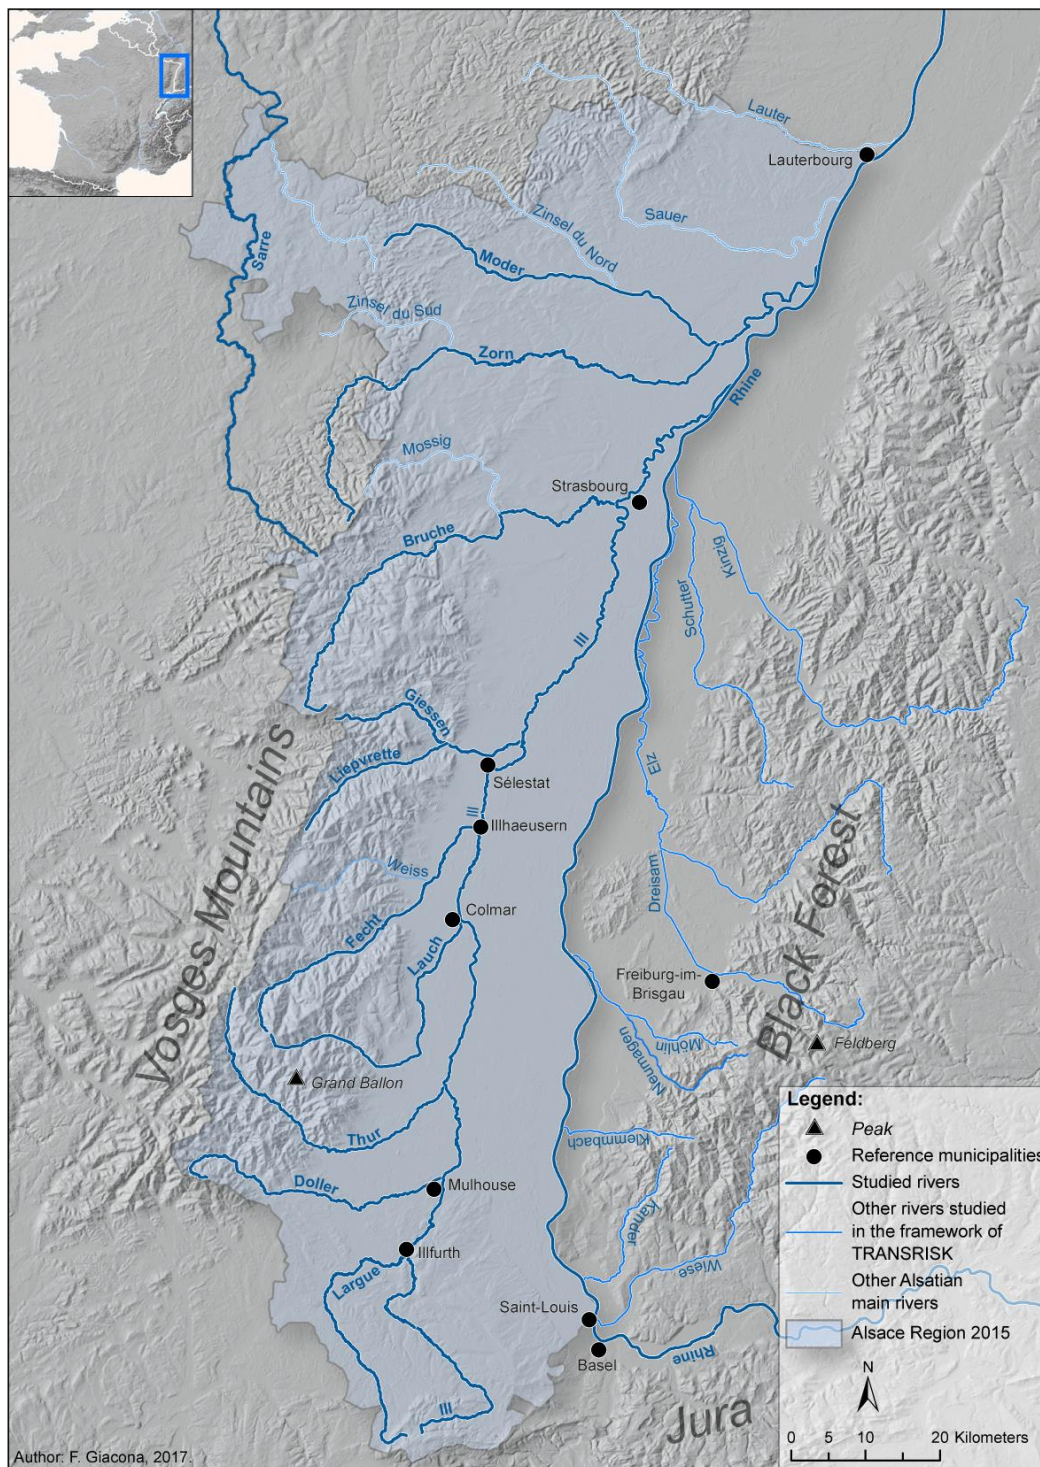 Lauter
Lauterbourg
Sauer
Zinsel du Nord
Moder
Sarre
Zinsel du Sud
Zorn
Rhine
Mossig
Strasbourg
Bruche
Kinzig
Schutter
Ill
Giessen
Liepvrette
Sélestat
Elz
Ill
Illhaeusern
Vosges Mountains
Black Forest
Weiss
Dreisam
Colmar
Fecht
Lauch
Freiburg-im-
Brisgau
Möhlin
Neumagen
Feldberg
Grand Ballon
Thur
Klemmbach
Doller
Mulhouse
Kander
Illfurth
Largue
Wiese
Saint-Louis
Basel
Rhine
Ill
Jura
Legend:
Peak
Reference municipalities
Studied rivers
Other rivers studied
in the framework of
TRANSRISK
Other Alsatian
main rivers
Alsace Region 2015
N
0 5 10 20 Kilometers
Author: F. Giacona, 2017.